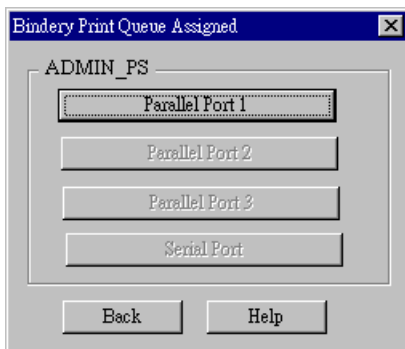 Bindery Print Queue Assigned
ADMIN_PS
Parallel Port 1
Parallel Port 2
Parallel Port 3
Serial Port
Back Help